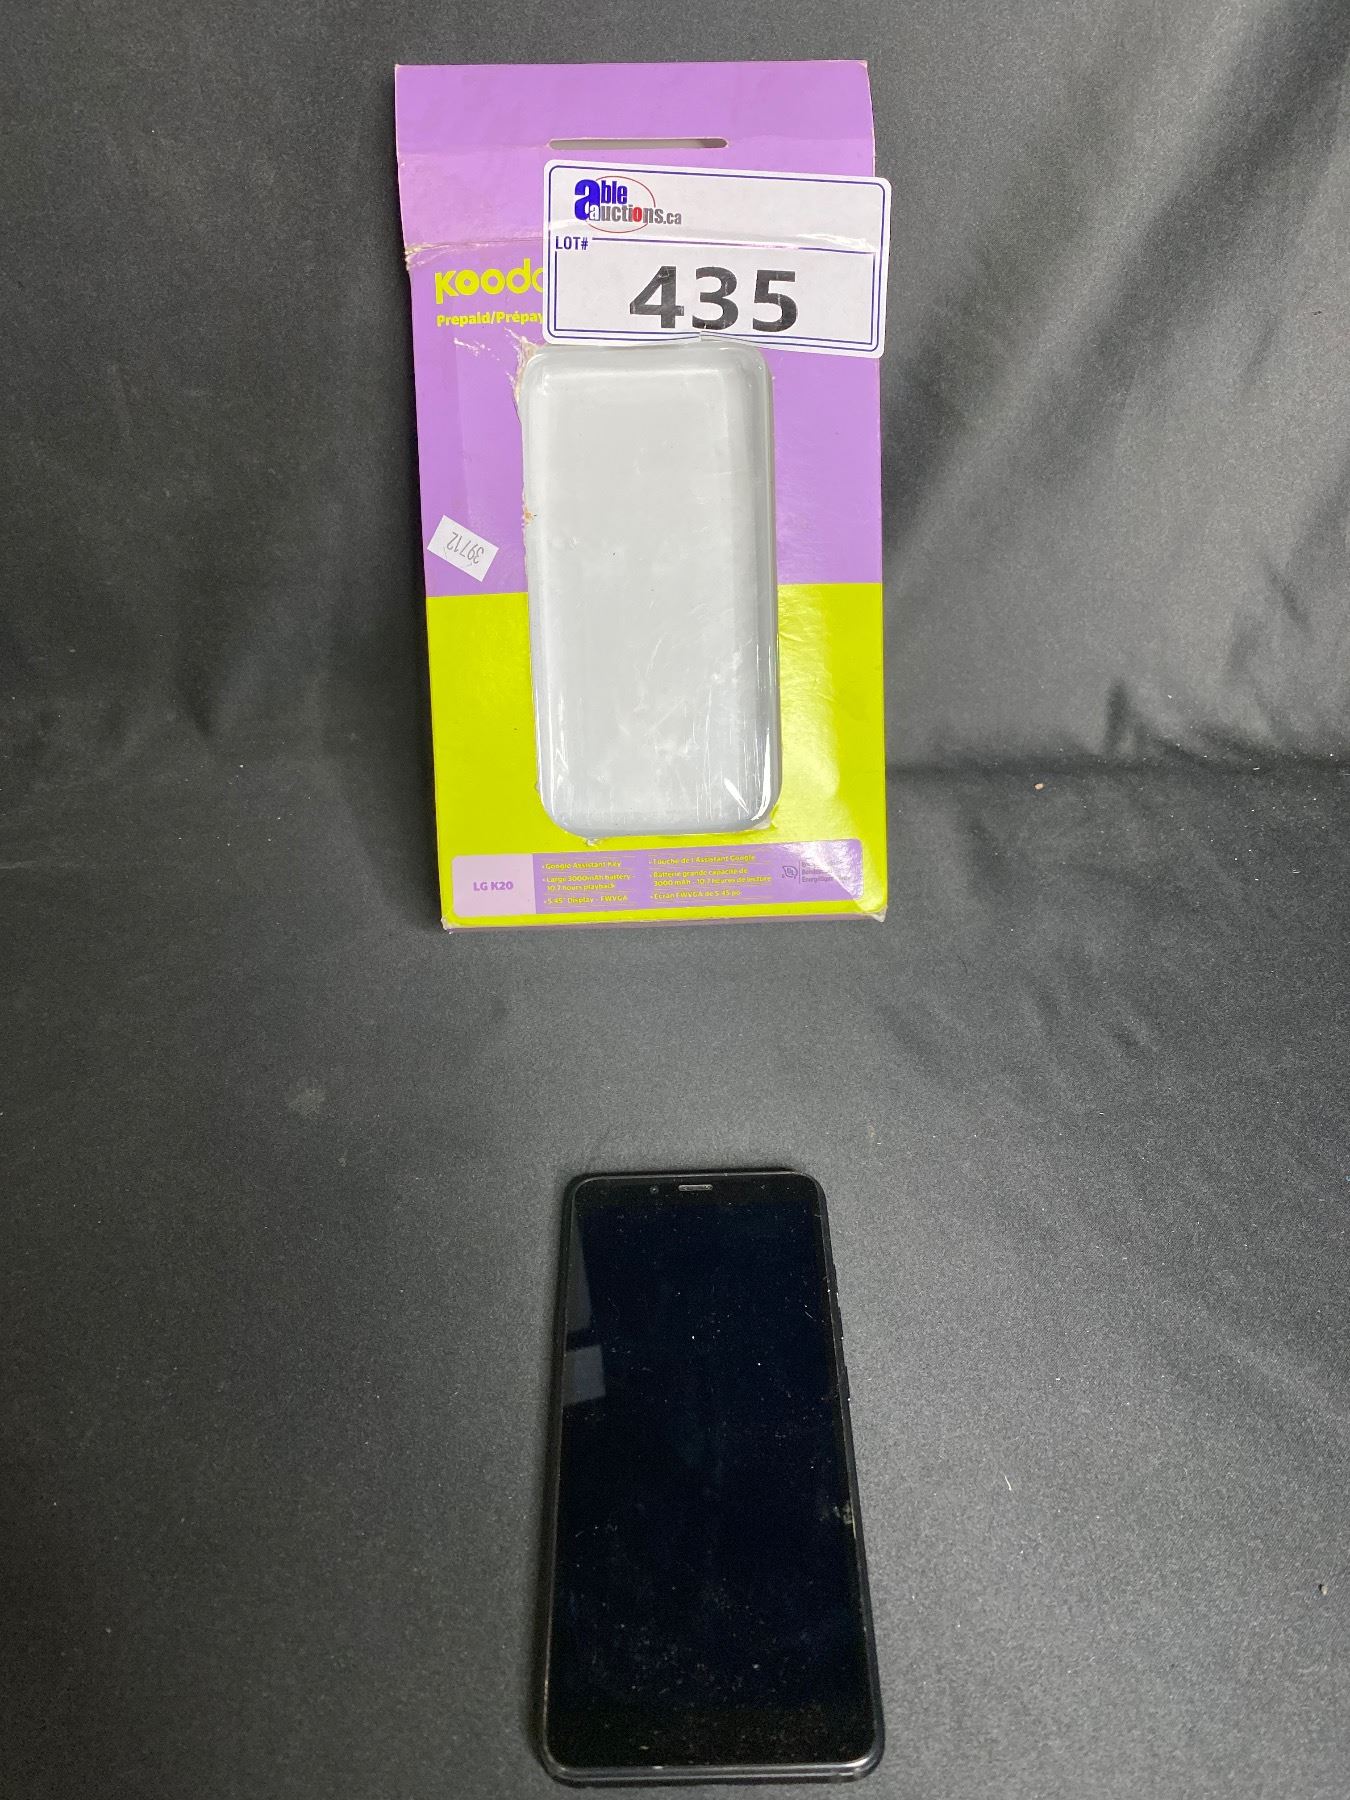 able
auctions.ca
LOT#
435
Koodo
Prepaid/Prépay
39712
LG K20
• Google Assistant Key
• Large 3000mAh battery -
10.7 hours playback
• 5.45" Display - FWVGA
• Touche de l'Assistant Google
• Batterie grande capacité de
3000 mAh - 10.7 heures de lecture
• Écran FWVGA de 5.45 po